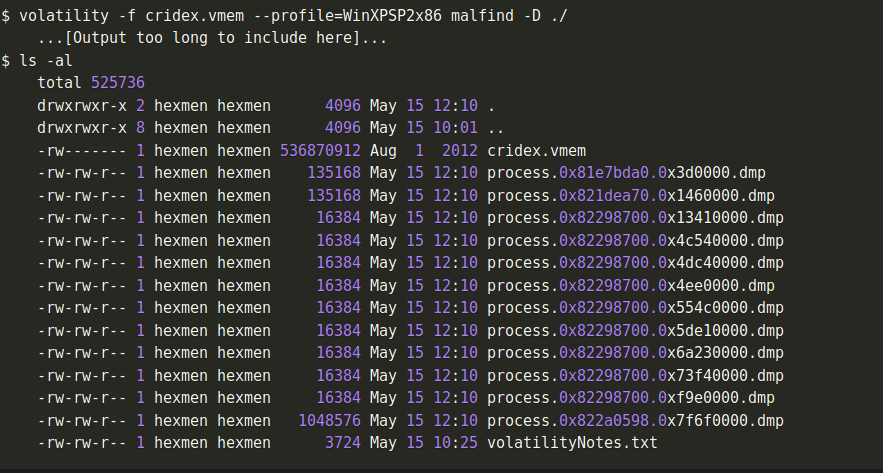 $ volatility -f cridex.vmem --profile=WinXPSP2x86 malfind -D ./
...[Output too long to include here]...
$ ls -al
total 525736
drwxrwxr-x 2 hexmen hexmen 4096 May 15 12:10 .
drwxrwxr-x 8 hexmen hexmen 4096 May 15 10:01 ..
-rw------- 1 hexmen hexmen 536870912 Aug 1 2012 cridex.vmem
-rw-rw-r-- 1 hexmen hexmen 135168 May 15 12:10 process.0x81e7bda0.0x3d0000.dmp
-rw-rw-r-- 1 hexmen hexmen 135168 May 15 12:10 process.0x821dea70.0x1460000.dmp
-rw-rw-r-- 1 hexmen hexmen 16384 May 15 12:10 process.0x82298700.0x13410000.dmp
-rw-rw-r-- 1 hexmen hexmen 16384 May 15 12:10 process.0x82298700.0x4c540000.dmp
-rw-rw-r-- 1 hexmen hexmen 16384 May 15 12:10 process.0x82298700.0x4dc40000.dmp
-rw-rw-r-- 1 hexmen hexmen 16384 May 15 12:10 process.0x82298700.0x4ee0000.dmp
-rw-rw-r-- 1 hexmen hexmen 16384 May 15 12:10 process.0x82298700.0x554c0000.dmp
-rw-rw-r-- 1 hexmen hexmen 16384 May 15 12:10 process.0x82298700.0x5de10000.dmp
-rw-rw-r-- 1 hexmen hexmen 16384 May 15 12:10 process.0x82298700.0x6a230000.dmp
-rw-rw-r-- 1 hexmen hexmen 16384 May 15 12:10 process.0x82298700.0x73f40000.dmp
-rw-rw-r-- 1 hexmen hexmen 16384 May 15 12:10 process.0x82298700.0xf9e0000.dmp
-rw-rw-r-- 1 hexmen hexmen 1048576 May 15 12:10 process.0x822a0598.0x7f6f0000.dmp
-rw-rw-r-- 1 hexmen hexmen 3724 May 15 10:25 volatilityNotes.txt